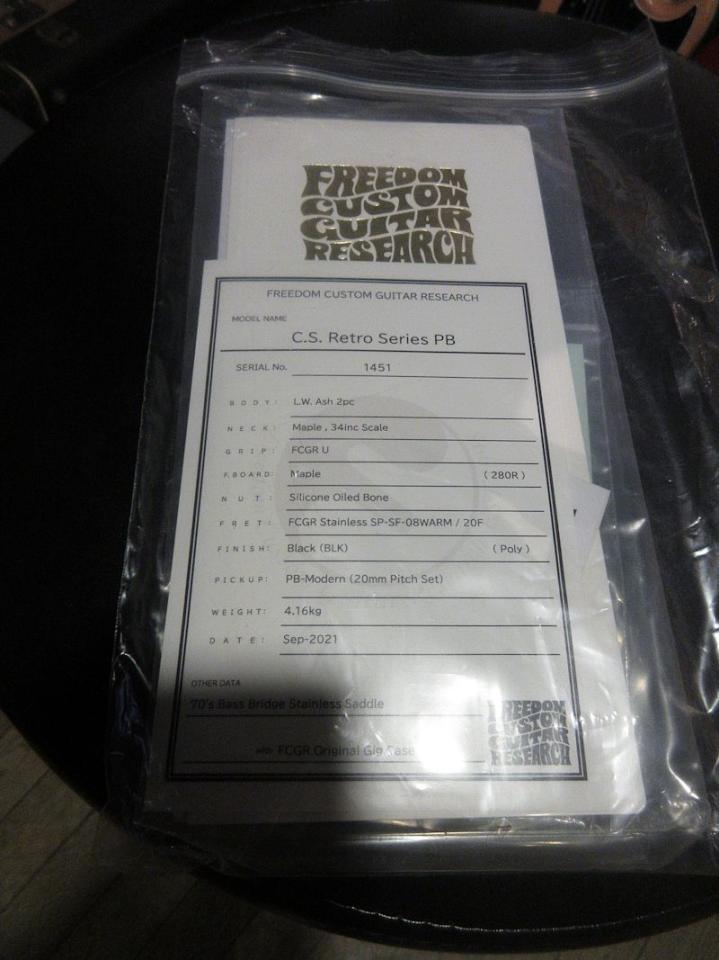 FREEDOM
CUSTOM
GUITAR
RESEARCH
FREEDOM CUSTOM GUITAR RESEARCH
MODEL NAME
C.S. Retro Series PB
SERIAL No. 1451
BODY: L.W. Ash 2pc
NECK: Maple , 34inc Scale
GRIP: FCGR U
F.BOARD: Maple ( 280R )
NUT: Silicone Oiled Bone
FRET: FCGR Stainless SP-SF-08WARM / 20F
FINISH: Black (BLK) ( Poly )
PICKUP: PB-Modern (20mm Pitch Set)
WEIGHT: 4.16kg
DATE: Sep-2021
OTHER DATA
70's Bass Bridge Stainless Saddle
with FCGR Original Gig Case
FREEDOM
CUSTOM
GUITAR
RESEARCH